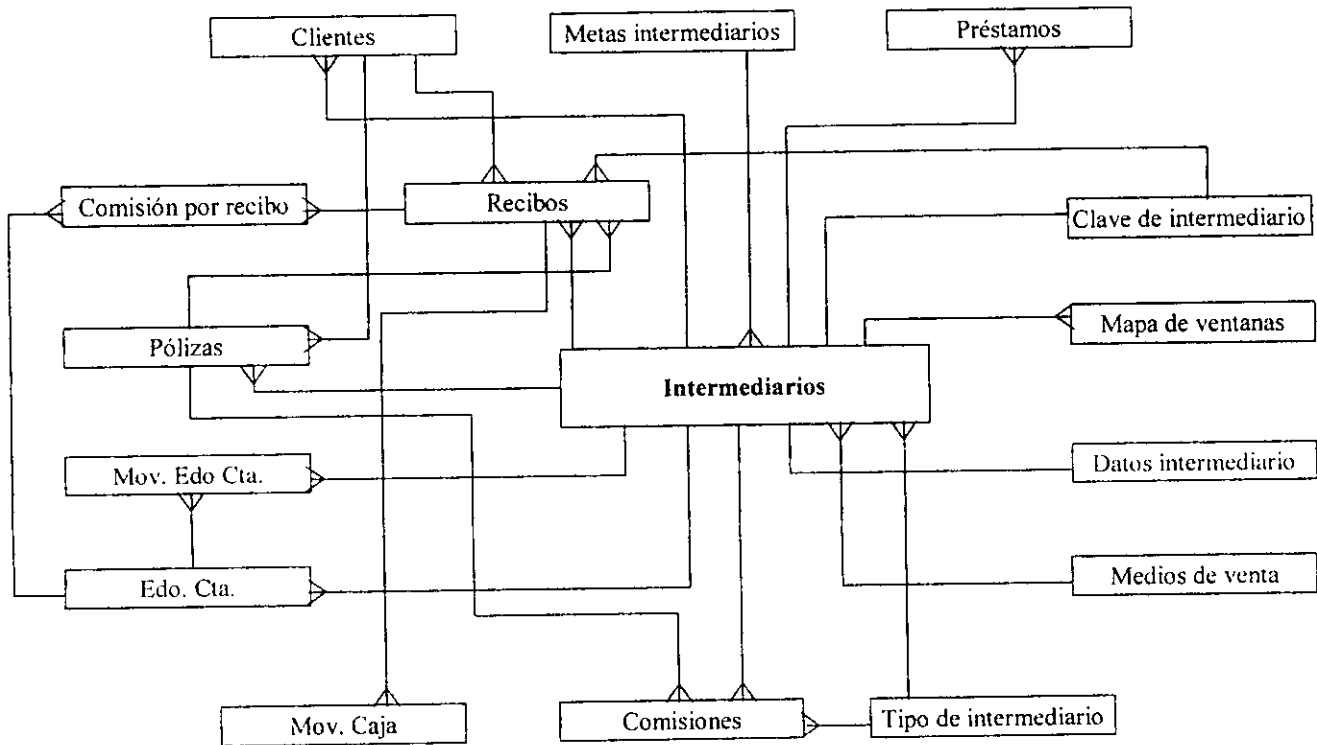 Clientes
Metas intermediarios
Préstamos
Comisión por recibo
Recibos
Clave de intermediario
Pólizas
Mapa de ventanas
Intermediarios
Mov. Edo Cta.
Datos intermediario
Edo. Cta.
Medios de venta
Mov. Caja
Comisiones
Tipo de intermediario